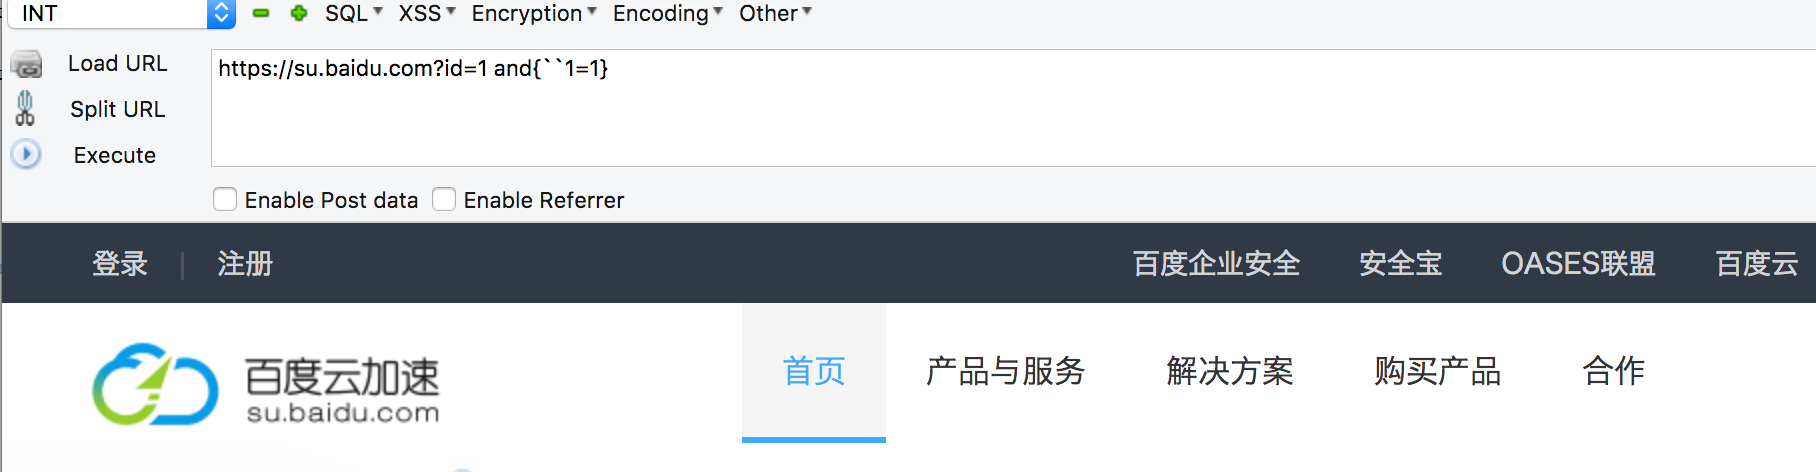 INT SQL XSS Encryption Encoding Other
Load URL
https://su.baidu.com?id=1 and{``1=1}
Split URL
Execute
Enable Post data Enable Referrer
登录 | 注册 百度企业安全 安全宝 OASES联盟 百度云
百度云加速
su.baidu.com
首页 产品与服务 解决方案 购买产品 合作